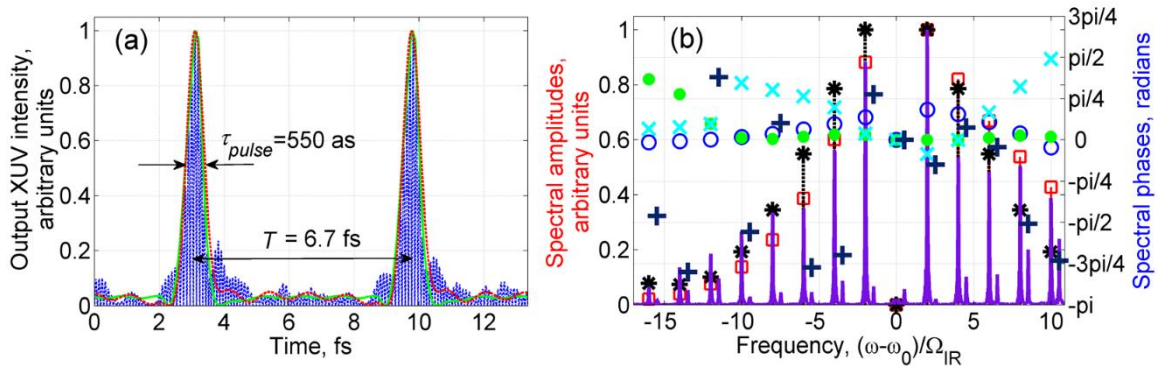 (a)
Output XUV intensity,
arbitrary units
1
0.8
0.6
0.4
0.2
0
τpulse=550 as
T = 6.7 fs
0 2 4 6 8 10 12
Time, fs
(b)
Spectral amplitudes,
arbitrary units
1
0.8
0.6
0.4
0.2
0
3pi/4
pi/2
pi/4
0
-pi/4
-pi/2
-3pi/4
-pi
Spectral phases, radians
-15 -10 -5 0 5 10
Frequency, (ω-ω0)/ΩIR